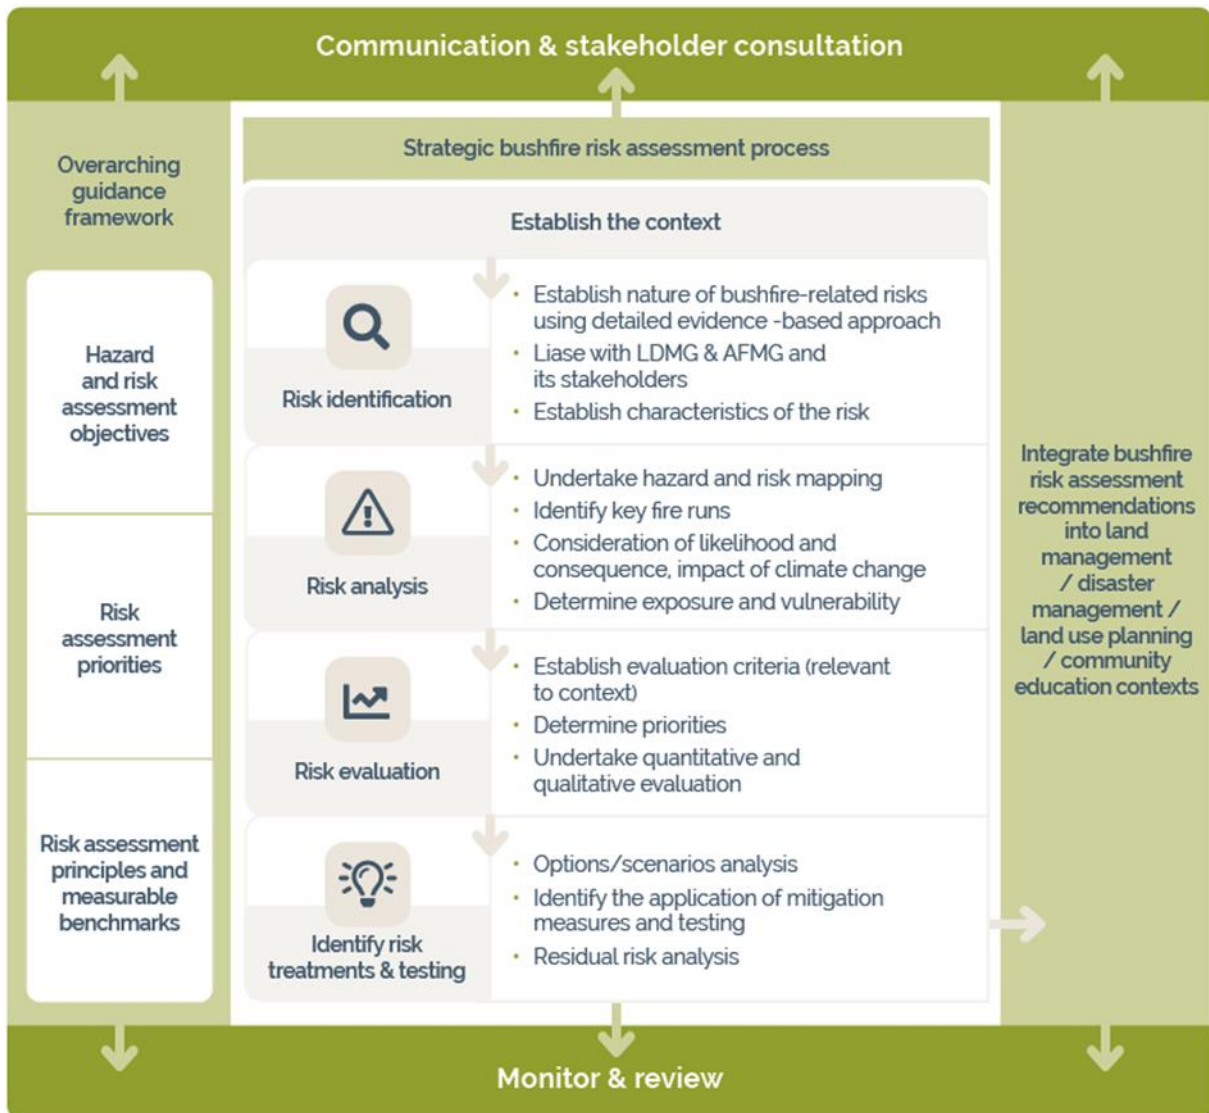 Communication & stakeholder consultation
Overarching
guidance
framework
Hazard
and risk
assessment
objectives
Risk
assessment
priorities
Risk assessment
principles and
measurable
benchmarks
Strategic bushfire risk assessment process
Establish the context
Risk identification
• Establish nature of bushfire-related risks
using detailed evidence -based approach
• Liase with LDMG & AFMG and
its stakeholders
• Establish characteristics of the risk
Risk analysis
• Undertake hazard and risk mapping
• Identify key fire runs
• Consideration of likelihood and
consequence, impact of climate change
• Determine exposure and vulnerability
Risk evaluation
• Establish evaluation criteria (relevant
to context)
• Determine priorities
• Undertake quantitative and
qualitative evaluation
Identify risk
treatments & testing
• Options/scenarios analysis
• Identify the application of mitigation
measures and testing
• Residual risk analysis
Integrate bushfire
risk assessment
recommendations
into land
management
/ disaster
management /
land use planning
/ community
education contexts
Monitor & review